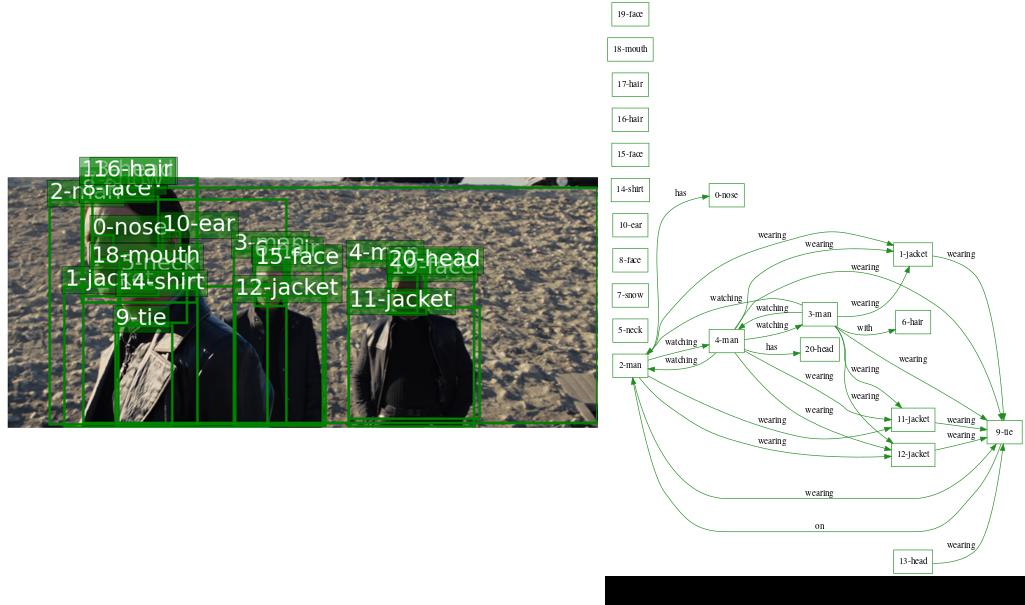 116-hair
2-man
8-face
0-nose
10-ear
18-mouth
5-neck
1-jacket
14-shirt
9-tie
3-man
15-face
12-jacket
4-man
20-head
19-face
11-jacket
19-face
18-mouth
17-hair
16-hair
15-face
14-shirt
10-ear
8-face
7-snow
5-neck
2-man
has
0-nose
wearing
wearing
1-jacket
wearing
wearing
watching
watching
3-man
wearing
watching
with
6-hair
4-man
has
20-head
watching
watching
wearing
wearing
wearing
wearing
wearing
11-jacket
wearing
wearing
wearing
12-jacket
wearing
9-tie
wearing
on
wearing
13-head